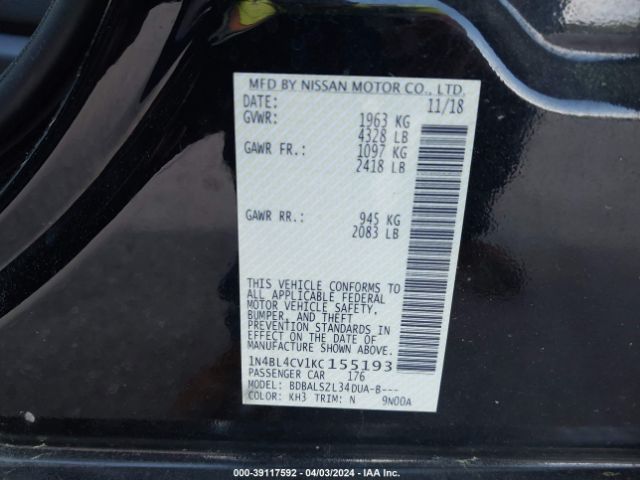 MFD BY NISSAN MOTOR CO., LTD.
DATE: 11/18
GVWR: 1963 KG
4328 LB
GAWR FR.: 1097 KG
2418 LB
GAWR RR.: 945 KG
2083 LB
THIS VEHICLE CONFORMS TO
ALL APPLICABLE FEDERAL
MOTOR VEHICLE SAFETY,
BUMPER, AND THEFT
PREVENTION STANDARDS IN
EFFECT ON THE DATE OF
MANUFACTURE SHOWN ABOVE.
1N4BL4CV1KC155193
PASSENGER CAR 176
MODEL: BDBALSZL34DUA-B---
COLOR: KH3 TRIM: N 9N00A
000-39117592 - 04/03/2024 - IAA Inc.